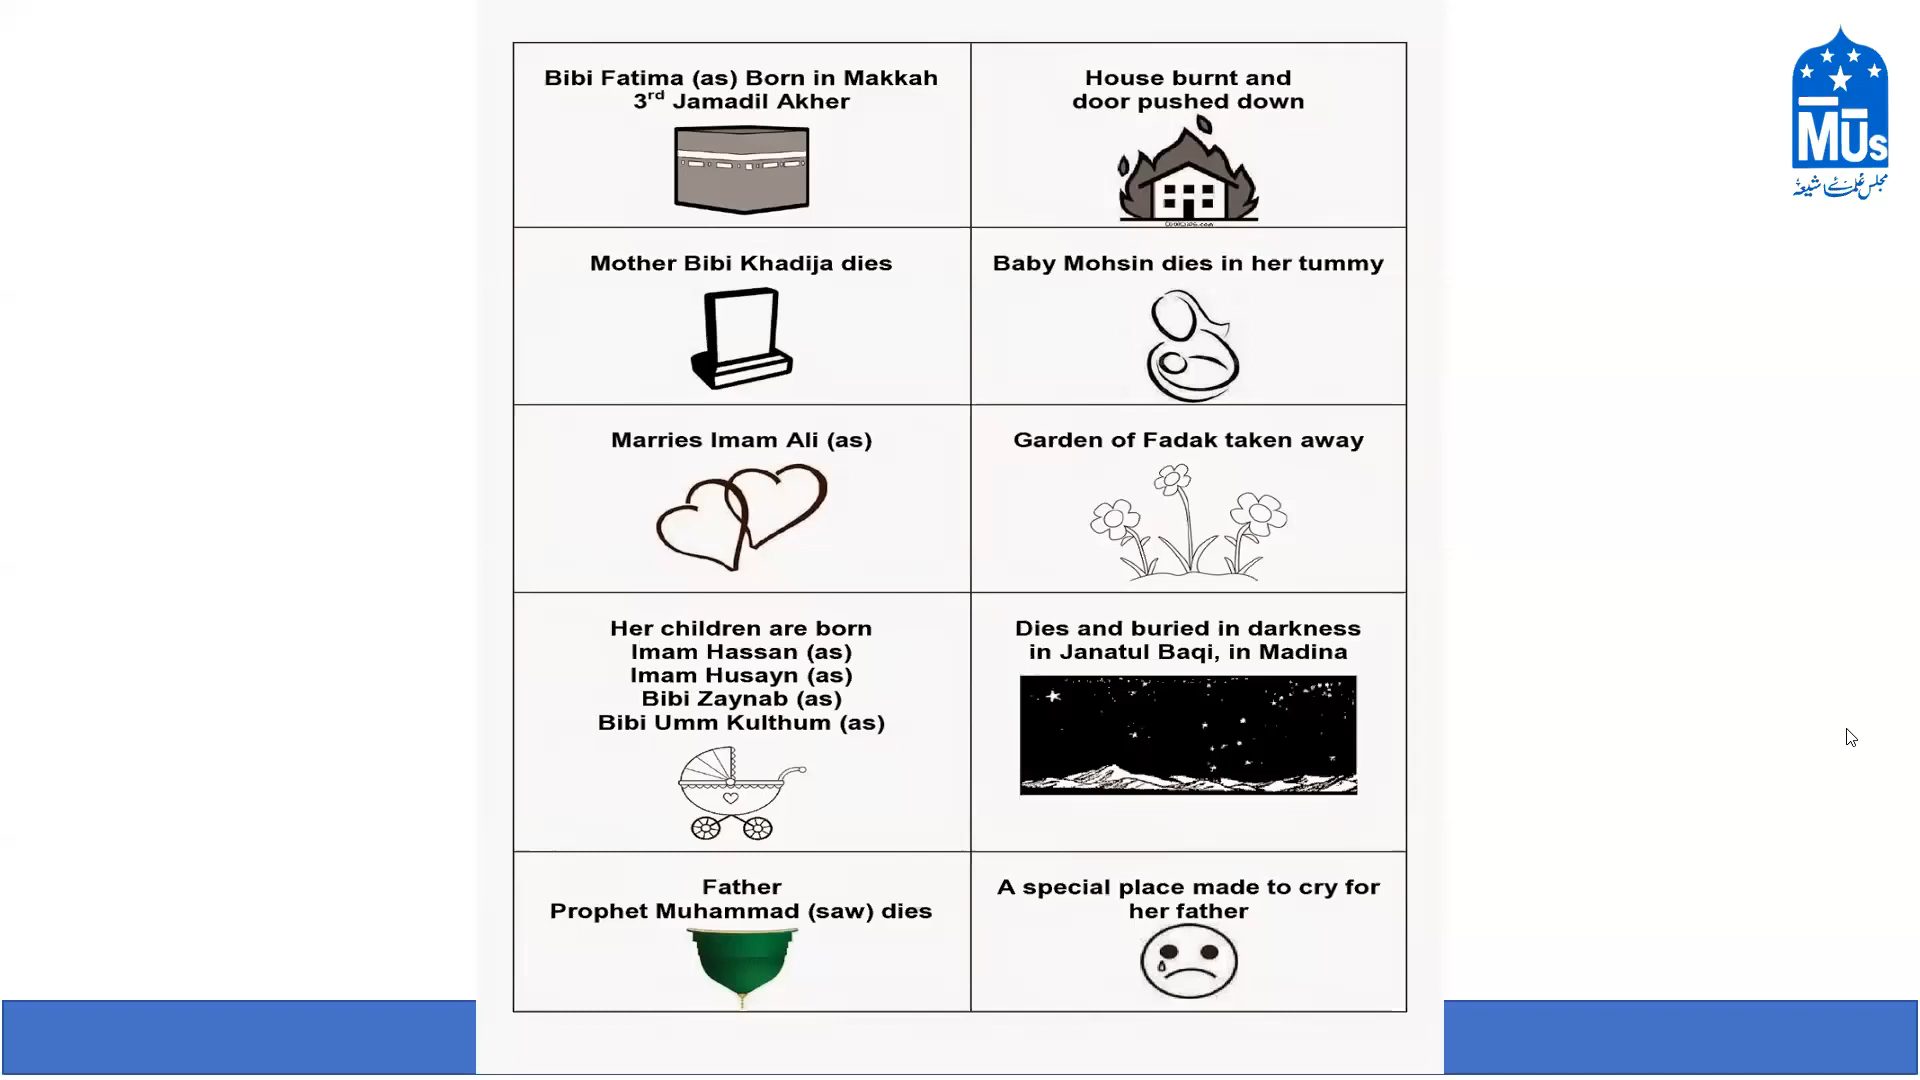 Bibi Fatima (as) Born in Makkah
3rd Jamadil Akher
House burnt and
door pushed down
Mother Bibi Khadija dies
Baby Mohsin dies in her tummy
Marries Imam Ali (as)
Garden of Fadak taken away
Her children are born
Imam Hassan (as)
Imam Husayn (as)
Bibi Zaynab (as)
Bibi Umm Kulthum (as)
Dies and buried in darkness
in Janatul Baqi, in Madina
Father
Prophet Muhammad (saw) dies
A special place made to cry for
her father
MUs
مجلس علمائے شیعہ